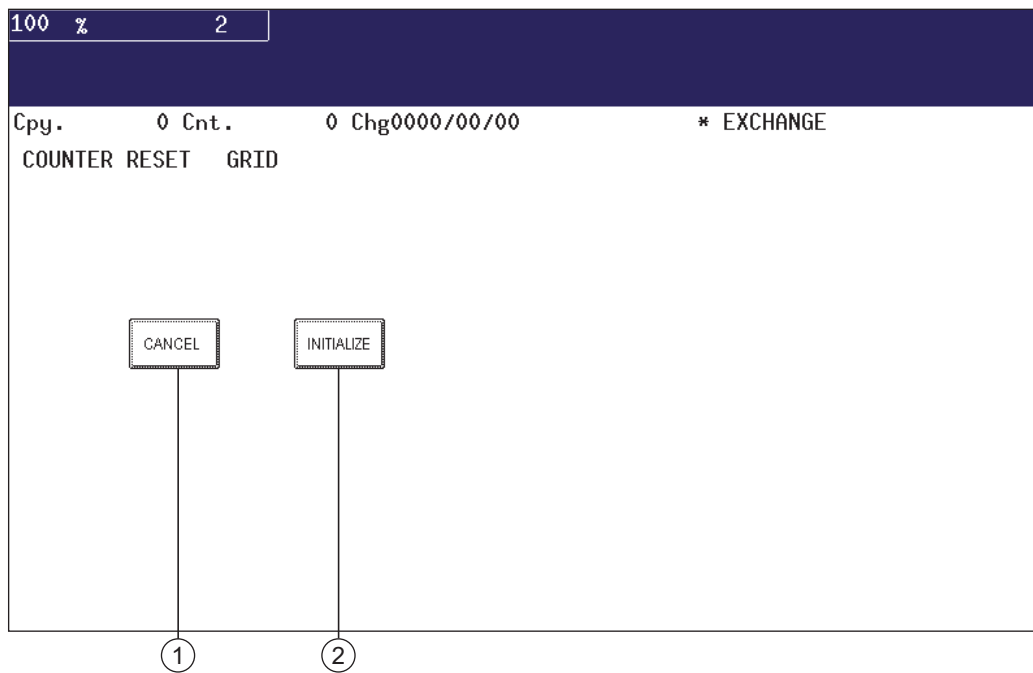 100 % 2
Cpy. 0 Cnt. 0 Chg0000/00/00 * EXCHANGE
COUNTER RESET GRID
CANCEL INITIALIZE
1 2